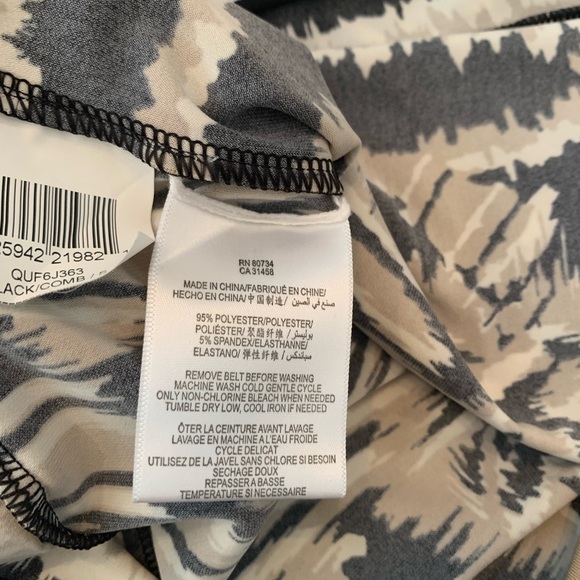 25942 21982
QUF6J363
LACK/COMB /
RN 80734
CA 31458
MADE IN CHINA/FABRIQUÉ EN CHINE/
HECHO EN CHINA/中国制造/ صنع في الصين
95% POLYESTER/POLYESTER/
POLIÉSTER/聚酯纤维/بوليستر
5% SPANDEX/ELASTHANNE/
ELASTANO/弹性纤维/سباندكس
REMOVE BELT BEFORE WASHING
MACHINE WASH COLD GENTLE CYCLE
ONLY NON-CHLORINE BLEACH WHEN NEEDED
TUMBLE DRY LOW, COOL IRON IF NEEDED
ÔTER LA CEINTURE AVANT LAVAGE
LAVAGE EN MACHINE A L'EAU FROIDE
CYCLE DELICAT
UTILISEZ DE LA JAVEL SANS CHLORE SI BESOIN
SECHAGE DOUX
REPASSER A BASSE
TEMPERATURE SI NECESSAIRE